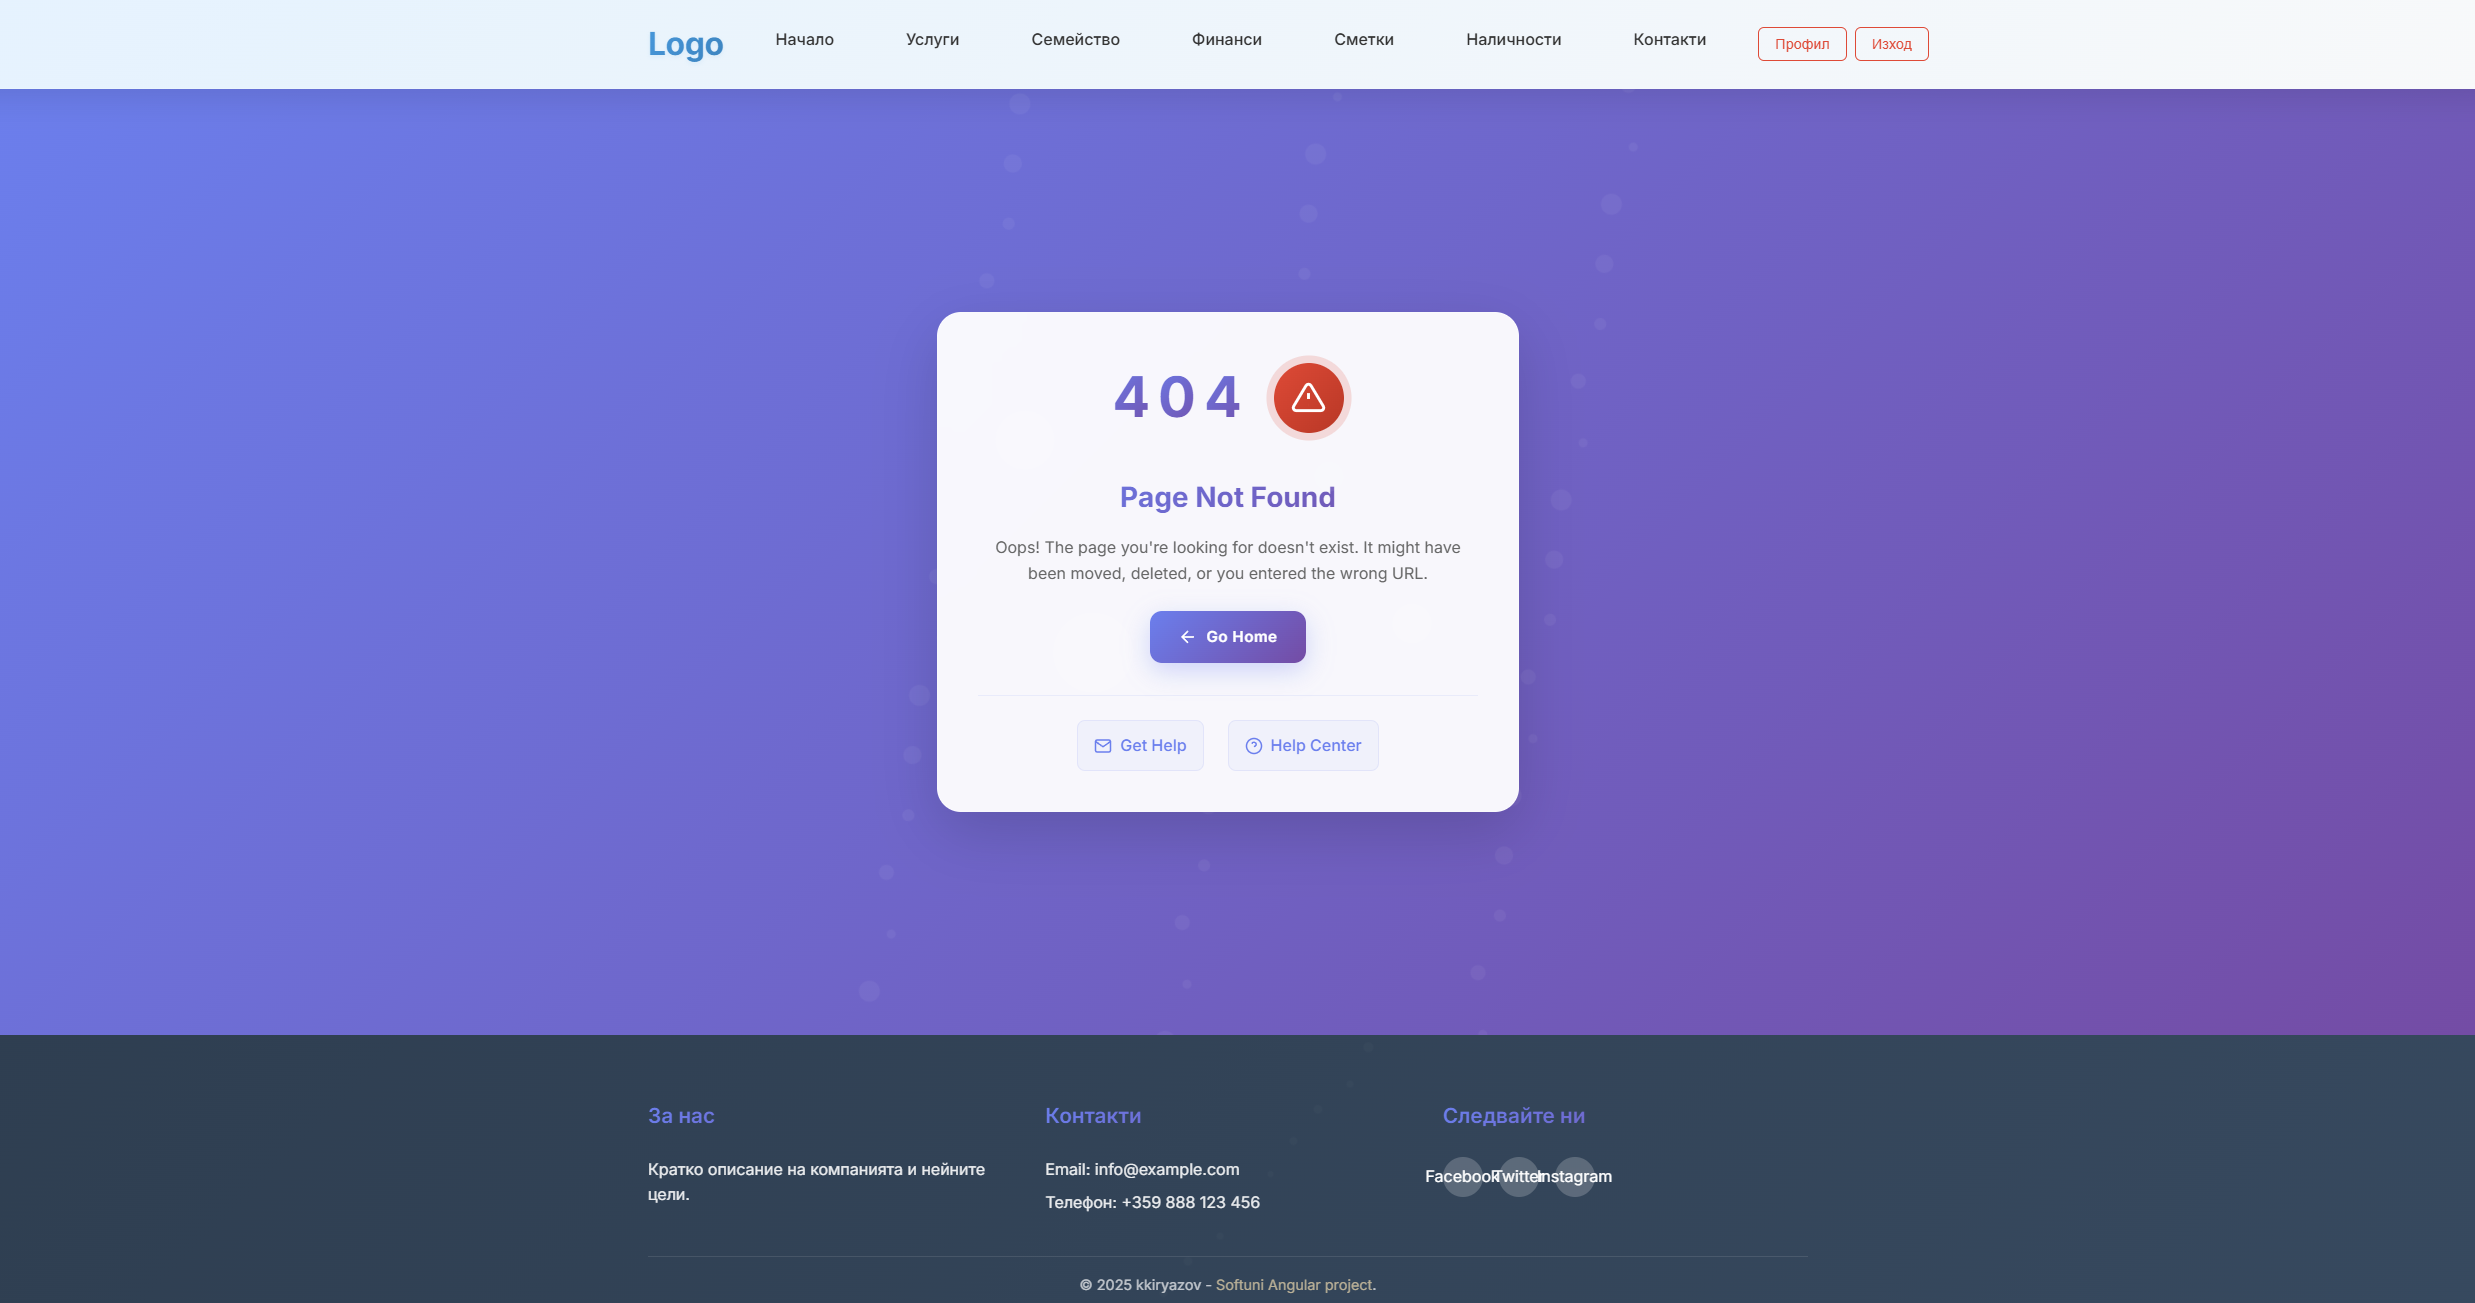 Logo
Начало
Услуги
Семейство
Финанси
Сметки
Наличности
Контакти
Профил
Изход
404
Page Not Found
Oops! The page you're looking for doesn't exist. It might have
been moved, deleted, or you entered the wrong URL.
Go Home
Get Help
Help Center
За нас
Кратко описание на компанията и нейните
цели.
Контакти
Email: info@example.com
Телефон: +359 888 123 456
Следвайте ни
Facebook
Twitter
Instagram
© 2025 kkiryazov - Softuni Angular project.